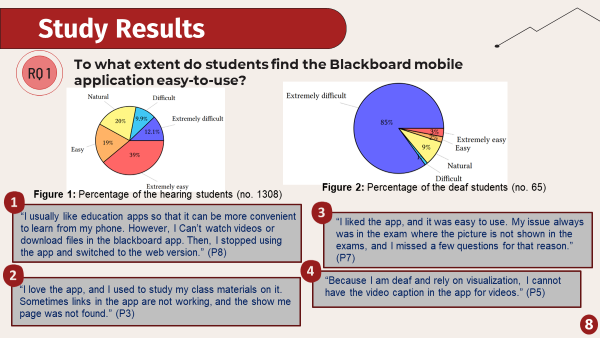 Study Results
RQ1
To what extent do students find the Blackboard mobile
application easy-to-use?
Natural
Difficult
Extremely difficult
Easy
Extremely easy
20%
9.9%
12.1%
19%
39%
Figure 1: Percentage of the hearing students (no. 1308)
Extremely difficult
Extremely easy
Easy
Natural
Difficult
85%
3%
9%
Figure 2: Percentage of the deaf students (no. 65)
1
“I usually like education apps so that it can be more convenient
to learn from my phone. However, I Can’t watch videos or
download files in the blackboard app. Then, I stopped using
the app and switched to the web version.” (P8)
2
“I love the app, and I used to study my class materials on it.
Sometimes links in the app are not working, and the show me
page was not found.” (P3)
3
“I liked the app, and it was easy to use. My issue always
was in the exam where the picture is not shown in the
exams, and I missed a few questions for that reason.”
(P7)
4
“Because I am deaf and rely on visualization, I cannot
have the video caption in the app for videos.” (P5)
8